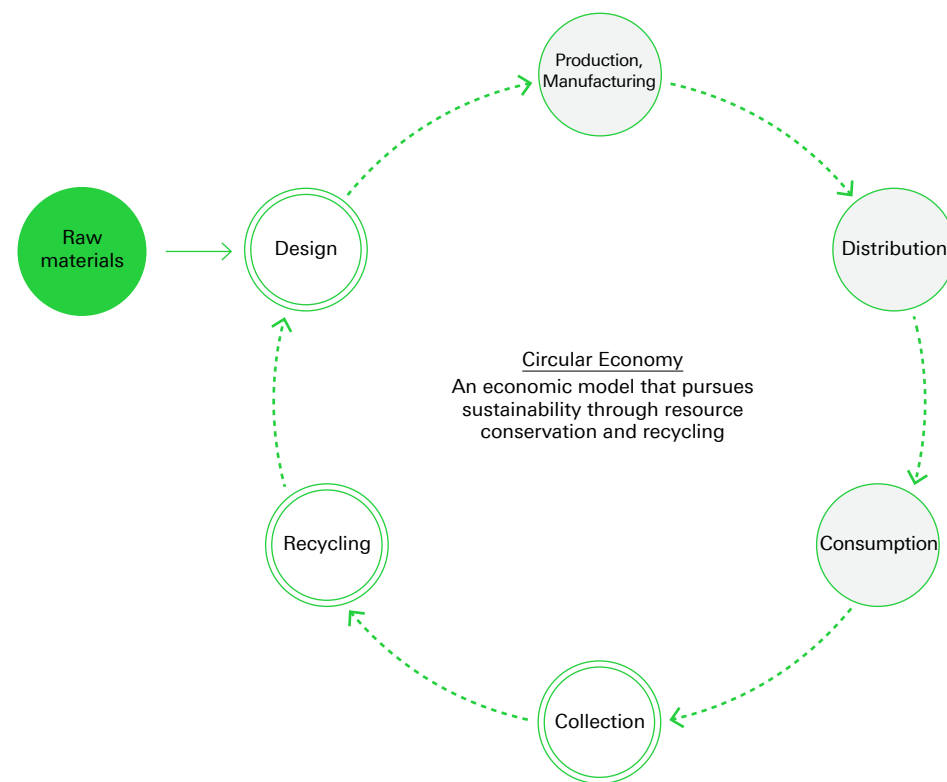 Production,
Manufacturing
Raw
materials
Design
Distribution
Circular Economy
An economic model that pursues
sustainability through resource
conservation and recycling
Recycling
Consumption
Collection